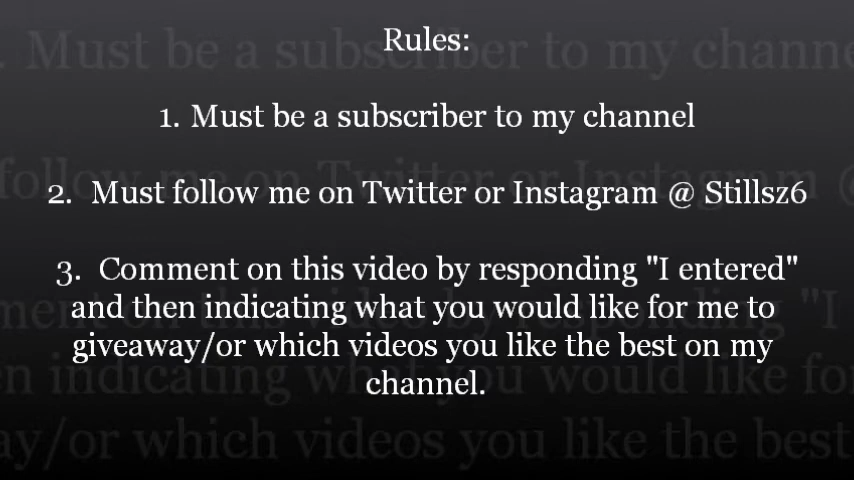 Rules:
1. Must be a subscriber to my channel
2. Must follow me on Twitter or Instagram @ Stillsz6
3. Comment on this video by responding "I entered"
and then indicating what you would like for me to
giveaway/or which videos you like the best on my
channel.